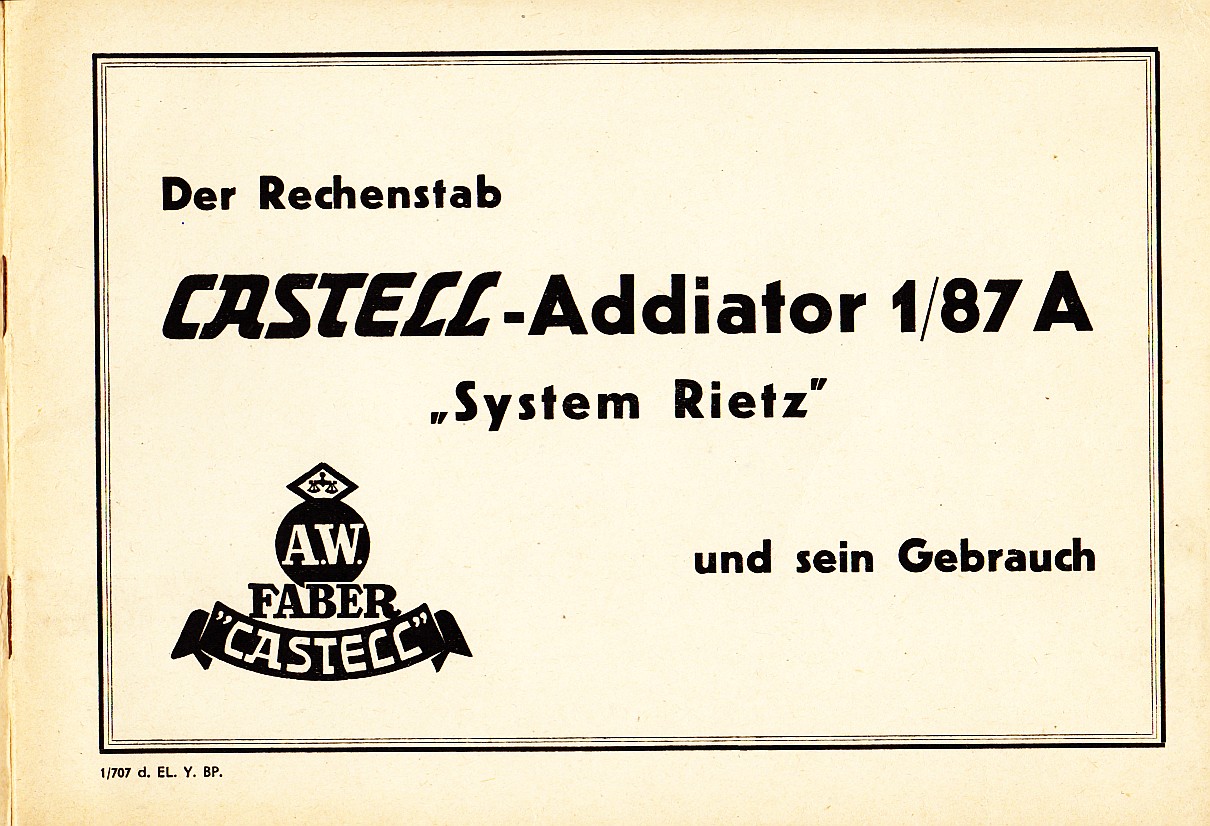 Der Rechenstab
CASTELL-Addiator 1/87 A
„System Rietz”
A.W.
FABER
"CASTELL"
und sein Gebrauch
1/707 d. EL. Y. BP.